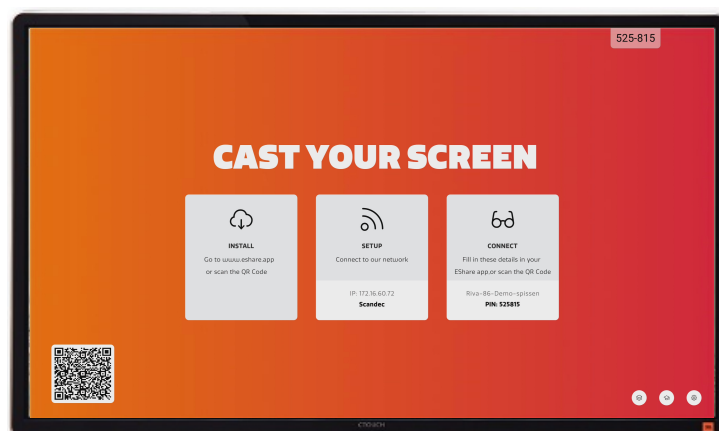 525-815
CAST YOUR SCREEN
INSTALL
Go to www.eshare.app
or scan the QR Code
SETUP
Connect to our network
IP: 172.16.60.72
Scandec
CONNECT
Fill in these details in your
EShare app,or scan the QR Code
Riva-86-Demo-spissen
PIN: 525815
CTOUCH